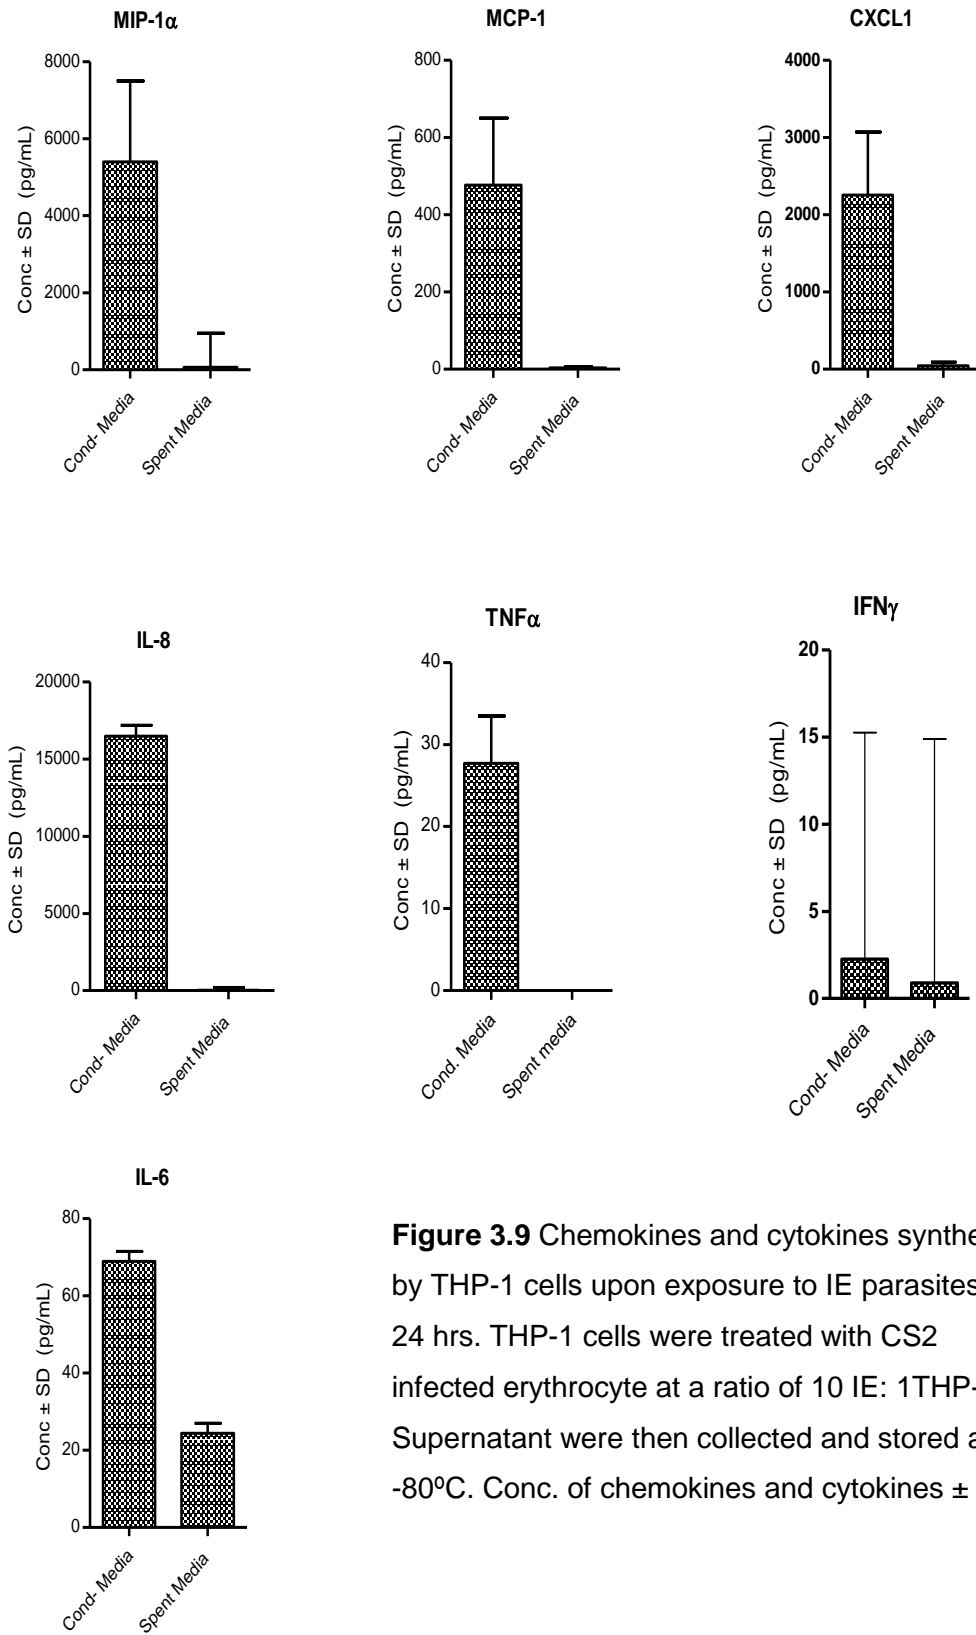 MIP-1α
8000
6000
4000
2000
0
Conc ± SD (pg/mL)
Cond- Media
Spent Media
MCP-1
800
600
400
200
0
Conc ± SD (pg/mL)
Cond- Media
Spent Media
CXCL1
4000
3000
2000
1000
0
Conc ± SD (pg/mL)
Cond- Media
Spent Media
IL-8
20000
15000
10000
5000
0
Conc ± SD (pg/mL)
Cond- Media
Spent Media
TNFα
40
30
20
10
0
Conc ± SD (pg/mL)
Cond. Media
Spent media
IFNγ
20
15
10
5
0
Conc ± SD (pg/mL)
Cond- Media
Spent Media
IL-6
80
60
40
20
0
Conc ± SD (pg/mL)
Cond- Media
Spent Media
Figure 3.9 Chemokines and cytokines synthe
by THP-1 cells upon exposure to IE parasites
24 hrs. THP-1 cells were treated with CS2
infected erythrocyte at a ratio of 10 IE: 1THP-
Supernatant were then collected and stored a
-80ºC. Conc. of chemokines and cytokines ±